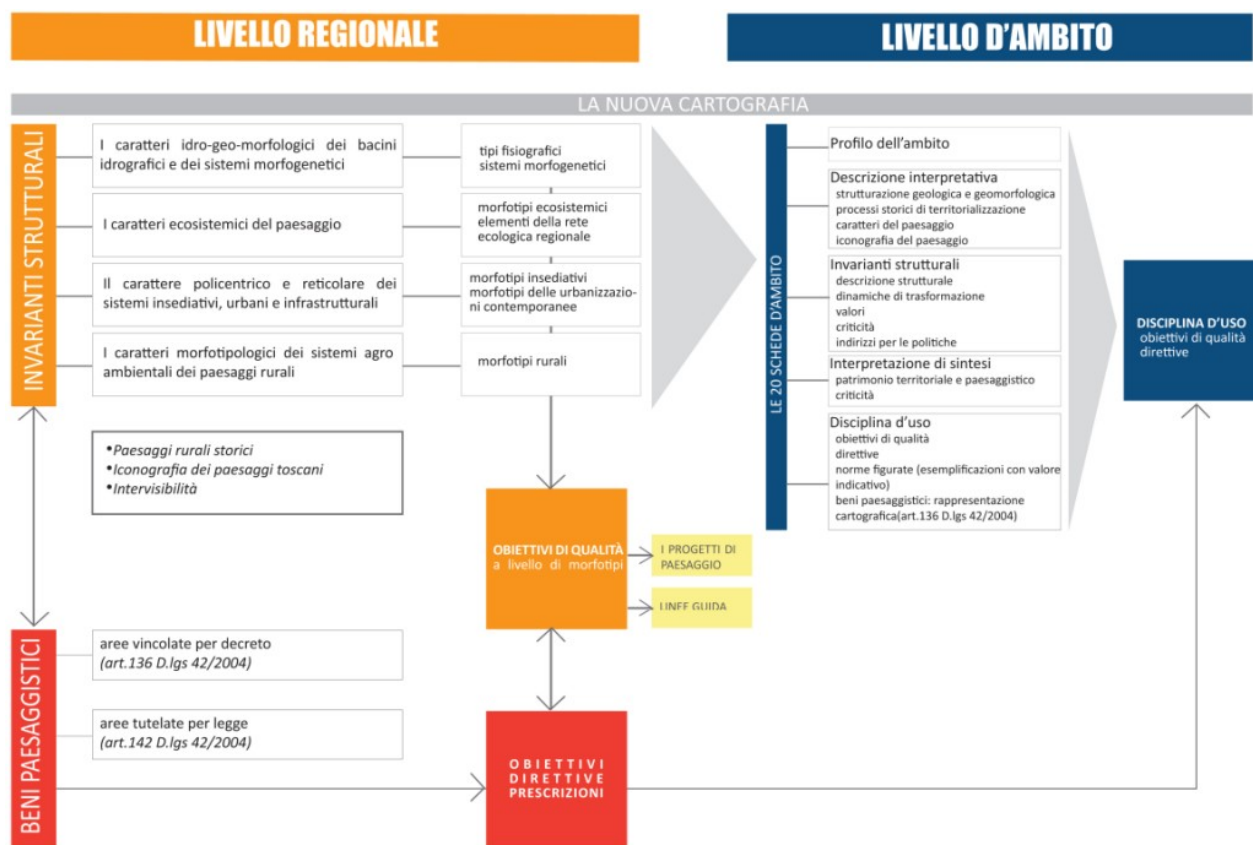 LIVELLO REGIONALE
LIVELLO D'AMBITO
LA NUOVA CARTOGRAFIA
INVARIANTI STRUTTURALI
I caratteri idro-geo-morfologici dei bacini
idrografici e dei sistemi morfogenetici
tipi fisiografici
sistemi morfogenetici
I caratteri ecosistemici del paesaggio
morfotipi ecosistemici
elementi della rete
ecologica regionale
Il carattere policentrico e reticolare dei
sistemi insediativi, urbani e infrastrutturali
morfotipi insediativi
morfotipi delle urbanizzazio-
ni contemporanee
I caratteri morfotipologici dei sistemi agro
ambientali dei paesaggi rurali
morfotipi rurali
•Paesaggi rurali storici
•Iconografia dei paesaggi toscani
•Intervisibilità
OBIETTIVI DI QUALITÀ
a livello di morfotipi
I PROGETTI DI
PAESAGGIO
LINEE GUIDA
BENI PAESAGGISTICI
aree vincolate per decreto
(art.136 D.lgs 42/2004)
aree tutelate per legge
(art.142 D.lgs 42/2004)
OBIETTIVI
DIRETTIVE
PRESCRIZIONI
LE 20 SCHEDE D'AMBITO
Profilo dell'ambito
Descrizione interpretativa
strutturazione geologica e geomorfologica
processi storici di territorializzazione
caratteri del paesaggio
iconografia del paesaggio
Invarianti strutturali
descrizione strutturale
dinamiche di trasformazione
valori
criticità
indirizzi per le politiche
Interpretazione di sintesi
patrimonio territoriale e paesaggistico
criticità
Disciplina d'uso
obiettivi di qualità
direttive
norme figurate (esemplificazioni con valore
indicativo)
beni paesaggistici: rappresentazione
cartografica(art.136 D.lgs 42/2004)
DISCIPLINA D'USO
obiettivi di qualità
direttive